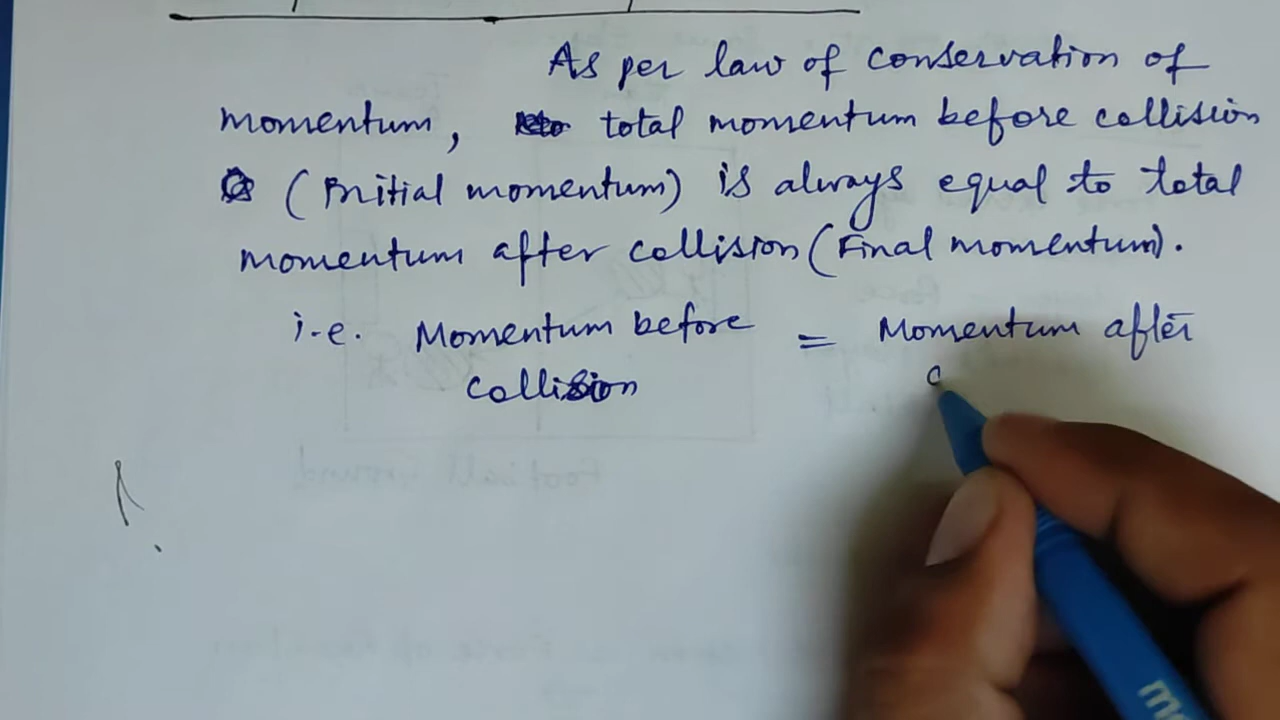 As per law of conservation of
momentum, total momentum before collision
(Initial momentum) is always equal to total
momentum after collision (Final momentum).
i.e. Momentum before = Momentum after
collision c